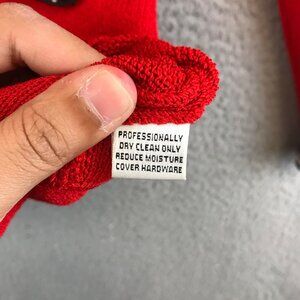 PROFESSIONALLY
DRY CLEAN ONLY
REDUCE MOISTURE
COVER HARDWARE